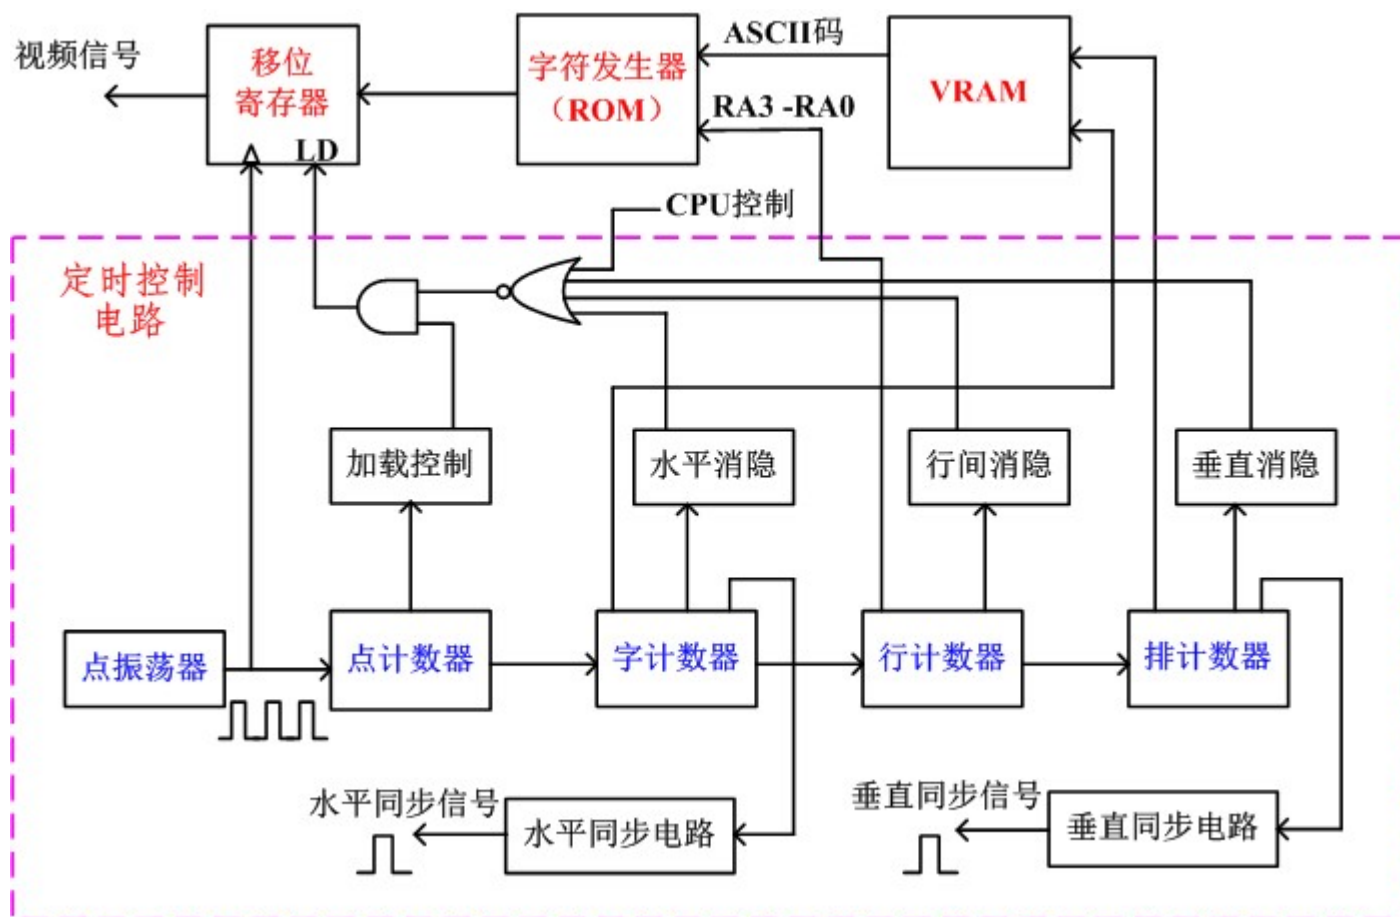 视频信号
移位
寄存器
LD
字符发生器
（ROM）
ASCII码
RA3 -RA0
VRAM
CPU控制
定时控制
电路
加载控制
水平消隐
行间消隐
垂直消隐
点振荡器
点计数器
字计数器
行计数器
排计数器
水平同步信号
水平同步电路
垂直同步信号
垂直同步电路